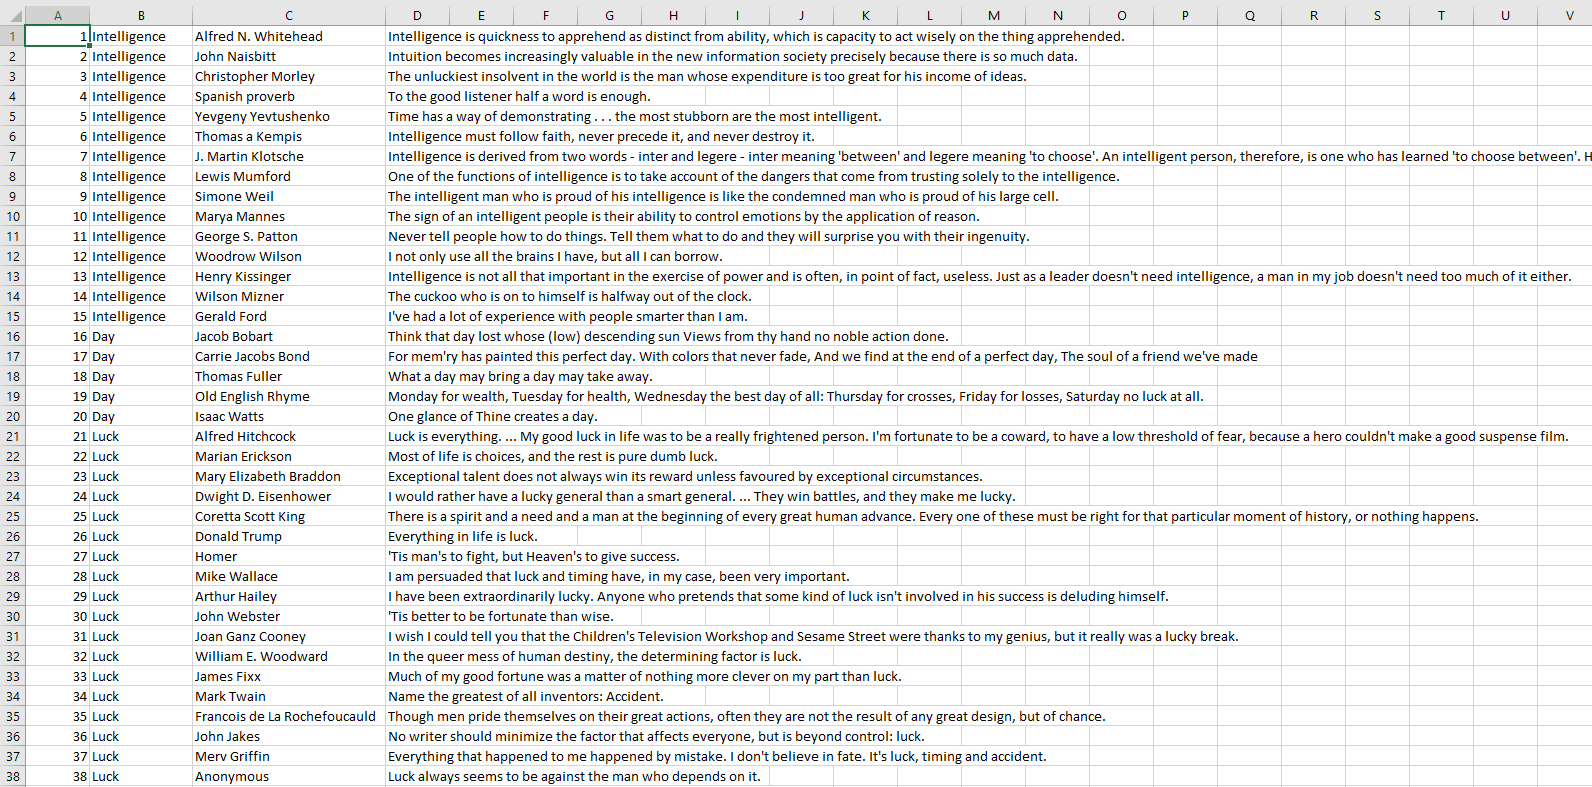 A B C D E F G H I J K L M N O P Q R S T U V
1 1 Intelligence Alfred N. Whitehead Intelligence is quickness to apprehend as distinct from ability, which is capacity to act wisely on the thing apprehended.
2 2 Intelligence John Naisbitt Intuition becomes increasingly valuable in the new information society precisely because there is so much data.
3 3 Intelligence Christopher Morley The unluckiest insolvent in the world is the man whose expenditure is too great for his income of ideas.
4 4 Intelligence Spanish proverb To the good listener half a word is enough.
5 5 Intelligence Yevgeny Yevtushenko Time has a way of demonstrating . . . the most stubborn are the most intelligent.
6 6 Intelligence Thomas a Kempis Intelligence must follow faith, never precede it, and never destroy it.
7 7 Intelligence J. Martin Klotsche Intelligence is derived from two words - inter and legere - inter meaning 'between' and legere meaning 'to choose'. An intelligent person, therefore, is one who has learned 'to choose between'. H
8 8 Intelligence Lewis Mumford One of the functions of intelligence is to take account of the dangers that come from trusting solely to the intelligence.
9 9 Intelligence Simone Weil The intelligent man who is proud of his intelligence is like the condemned man who is proud of his large cell.
10 10 Intelligence Marya Mannes The sign of an intelligent people is their ability to control emotions by the application of reason.
11 11 Intelligence George S. Patton Never tell people how to do things. Tell them what to do and they will surprise you with their ingenuity.
12 12 Intelligence Woodrow Wilson I not only use all the brains I have, but all I can borrow.
13 13 Intelligence Henry Kissinger Intelligence is not all that important in the exercise of power and is often, in point of fact, useless. Just as a leader doesn't need intelligence, a man in my job doesn't need too much of it either.
14 14 Intelligence Wilson Mizner The cuckoo who is on to himself is halfway out of the clock.
15 15 Intelligence Gerald Ford I've had a lot of experience with people smarter than I am.
16 16 Day Jacob Bobart Think that day lost whose (low) descending sun Views from thy hand no noble action done.
17 17 Day Carrie Jacobs Bond For mem'ry has painted this perfect day. With colors that never fade, And we find at the end of a perfect day, The soul of a friend we've made
18 18 Day Thomas Fuller What a day may bring a day may take away.
19 19 Day Old English Rhyme Monday for wealth, Tuesday for health, Wednesday the best day of all: Thursday for crosses, Friday for losses, Saturday no luck at all.
20 20 Day Isaac Watts One glance of Thine creates a day.
21 21 Luck Alfred Hitchcock Luck is everything. ... My good luck in life was to be a really frightened person. I'm fortunate to be a coward, to have a low threshold of fear, because a hero couldn't make a good suspense film.
22 22 Luck Marian Erickson Most of life is choices, and the rest is pure dumb luck.
23 23 Luck Mary Elizabeth Braddon Exceptional talent does not always win its reward unless favoured by exceptional circumstances.
24 24 Luck Dwight D. Eisenhower I would rather have a lucky general than a smart general. ... They win battles, and they make me lucky.
25 25 Luck Coretta Scott King There is a spirit and a need and a man at the beginning of every great human advance. Every one of these must be right for that particular moment of history, or nothing happens.
26 26 Luck Donald Trump Everything in life is luck.
27 27 Luck Homer 'Tis man's to fight, but Heaven's to give success.
28 28 Luck Mike Wallace I am persuaded that luck and timing have, in my case, been very important.
29 29 Luck Arthur Hailey I have been extraordinarily lucky. Anyone who pretends that some kind of luck isn't involved in his success is deluding himself.
30 30 Luck John Webster 'Tis better to be fortunate than wise.
31 31 Luck Joan Ganz Cooney I wish I could tell you that the Children's Television Workshop and Sesame Street were thanks to my genius, but it really was a lucky break.
32 32 Luck William E. Woodward In the queer mess of human destiny, the determining factor is luck.
33 33 Luck James Fixx Much of my good fortune was a matter of nothing more clever on my part than luck.
34 34 Luck Mark Twain Name the greatest of all inventors: Accident.
35 35 Luck Francois de La Rochefoucauld Though men pride themselves on their great actions, often they are not the result of any great design, but of chance.
36 36 Luck John Jakes No writer should minimize the factor that affects everyone, but is beyond control: luck.
37 37 Luck Merv Griffin Everything that happened to me happened by mistake. I don't believe in fate. It's luck, timing and accident.
38 38 Luck Anonymous Luck always seems to be against the man who depends on it.